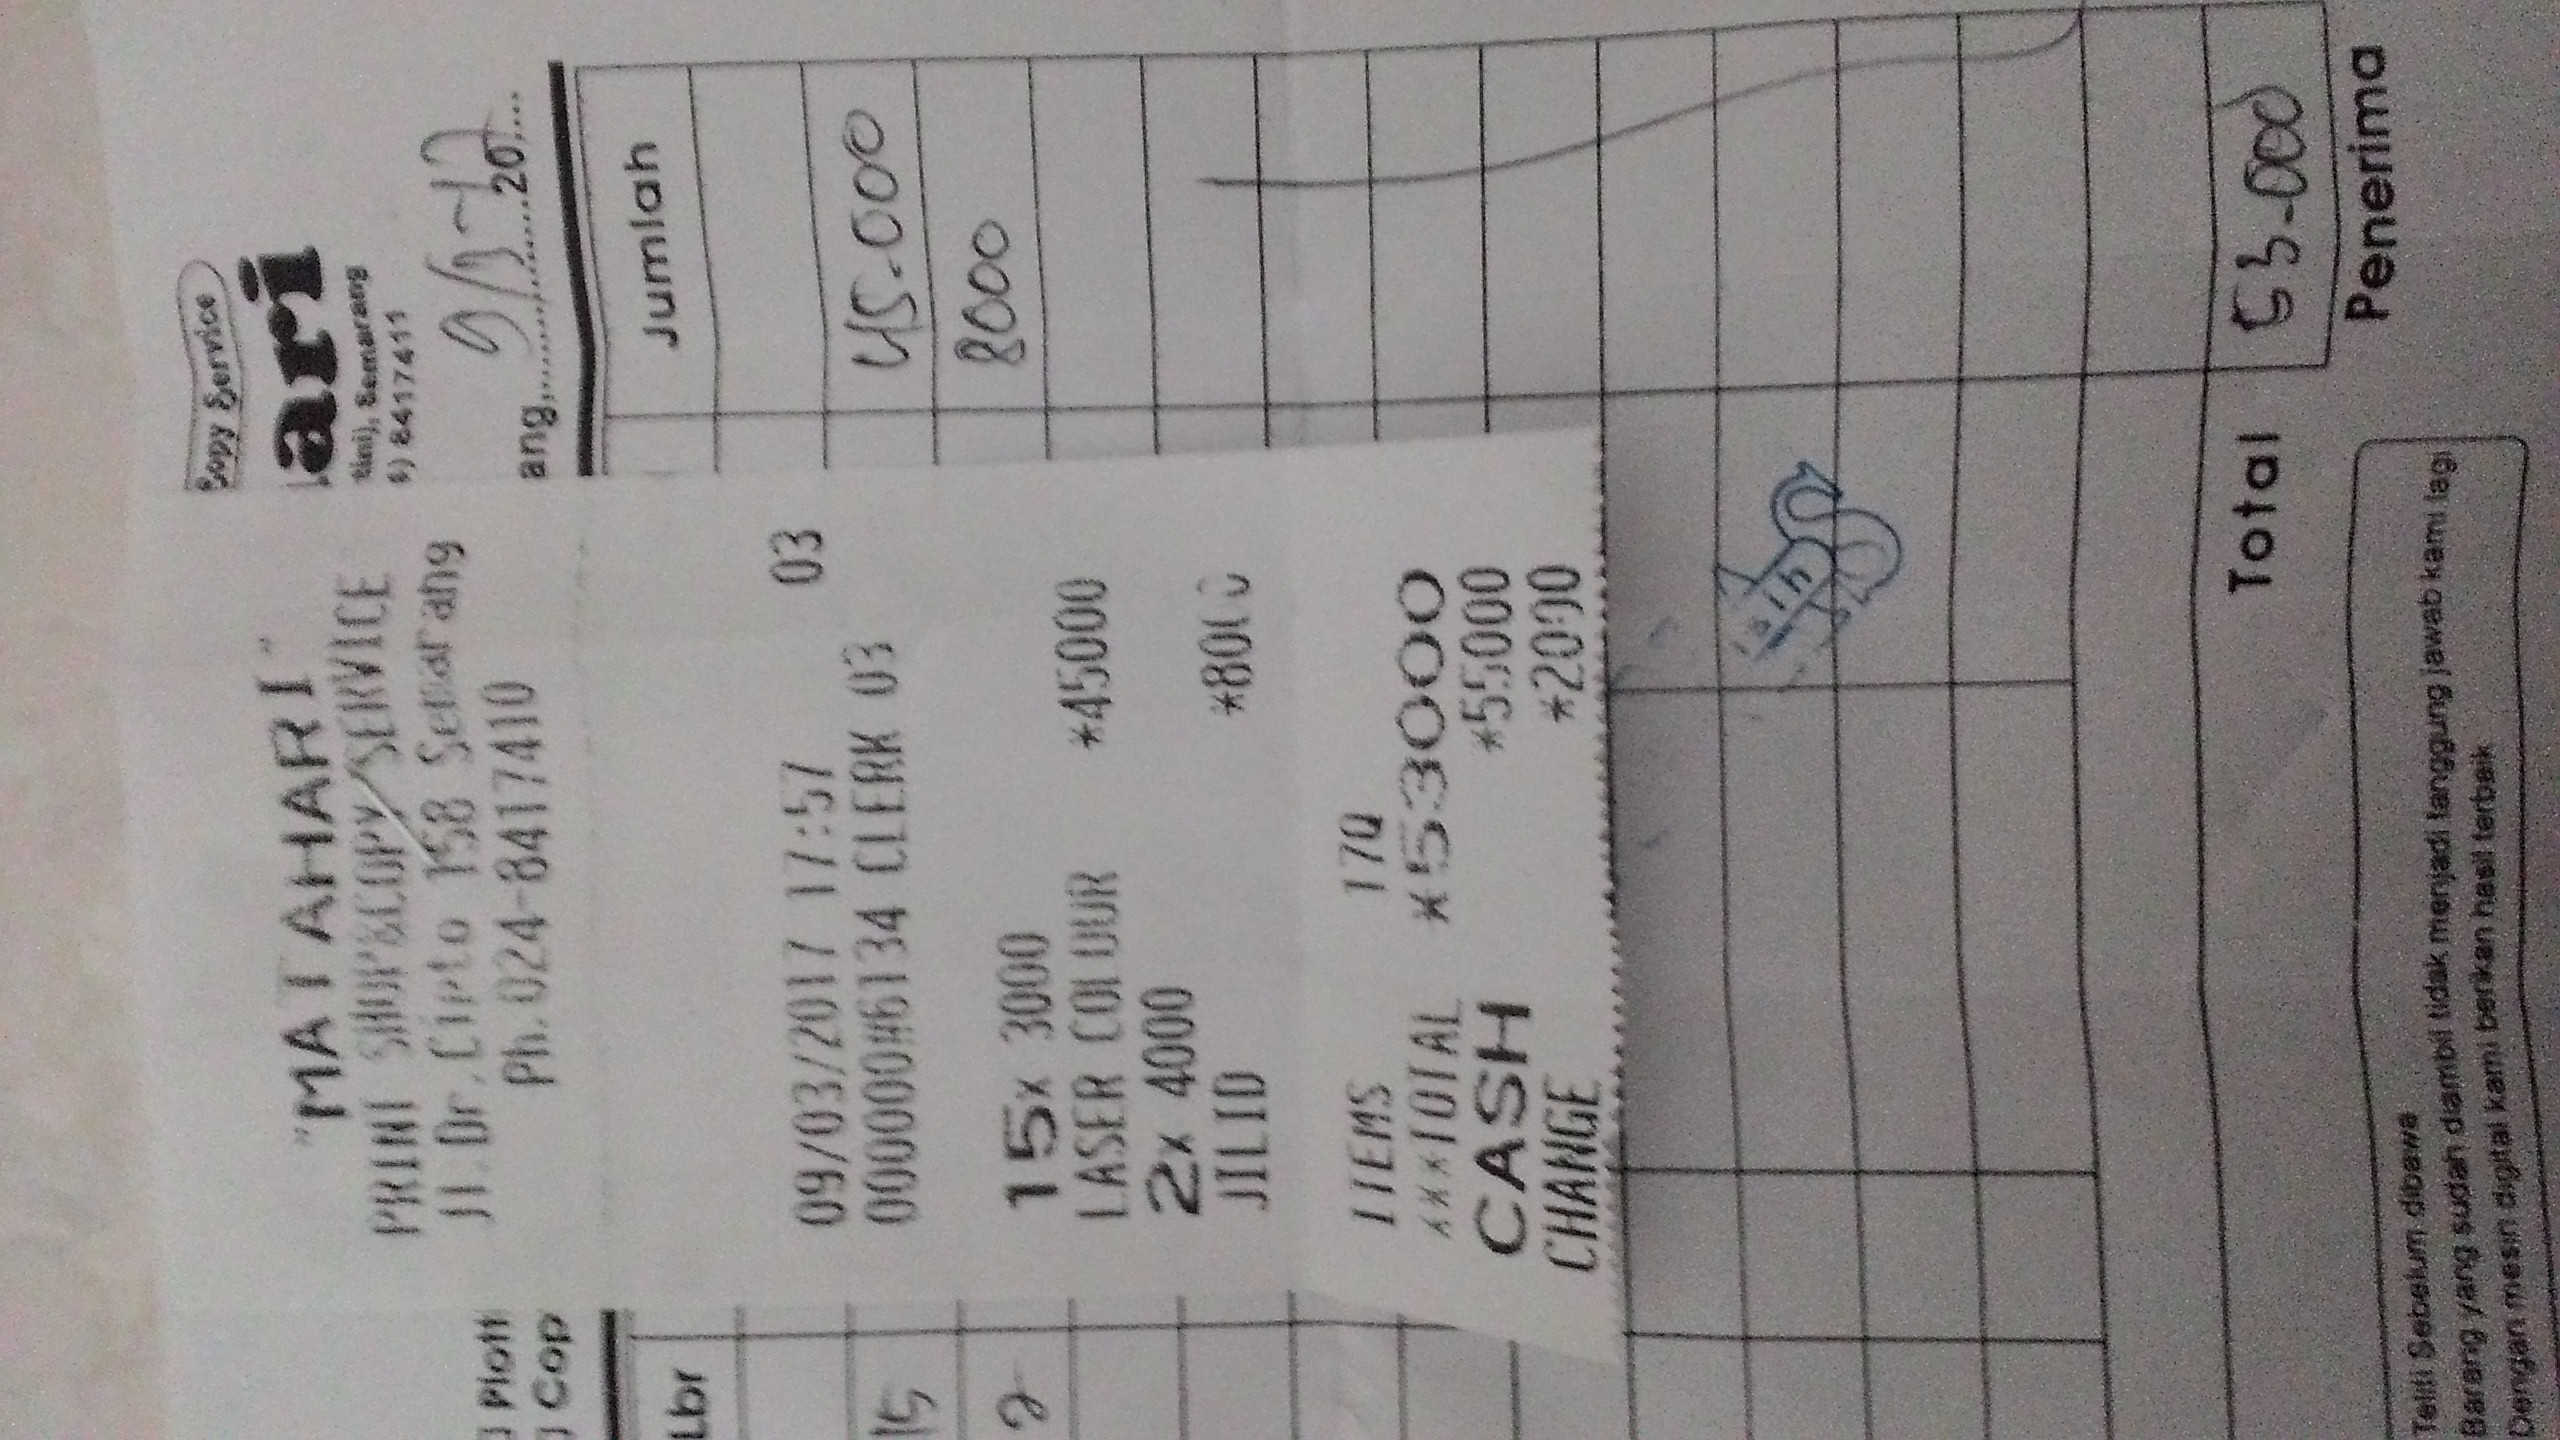 "MATAHARI"
PRINT SHOP&COPY SERVICE
Jl.Dr.Cipto 158 Semarang
Ph.024-8417410
03
09/03/2017 17:57
000000#6134 CLERK 03
15x 3000
LASER COLOUR *45000
2x 4000
JILID *8000
ITEMS 17Q
***TOTAL *53000
CASH *55000
CHANGE *2000
Copy Service
ari
Semarang
) 8417411
ang, 9/3-17 20
Plott
Cop
Lbr Jumlah
15 45.000
2 8000
Total 53.000
Penerima
Teliti Sebelum dibawa
Barang yang sudah diambil tidak menjadi tanggung jawab kami lagi
Dengan mesin digital kami berikan hasil terbaik